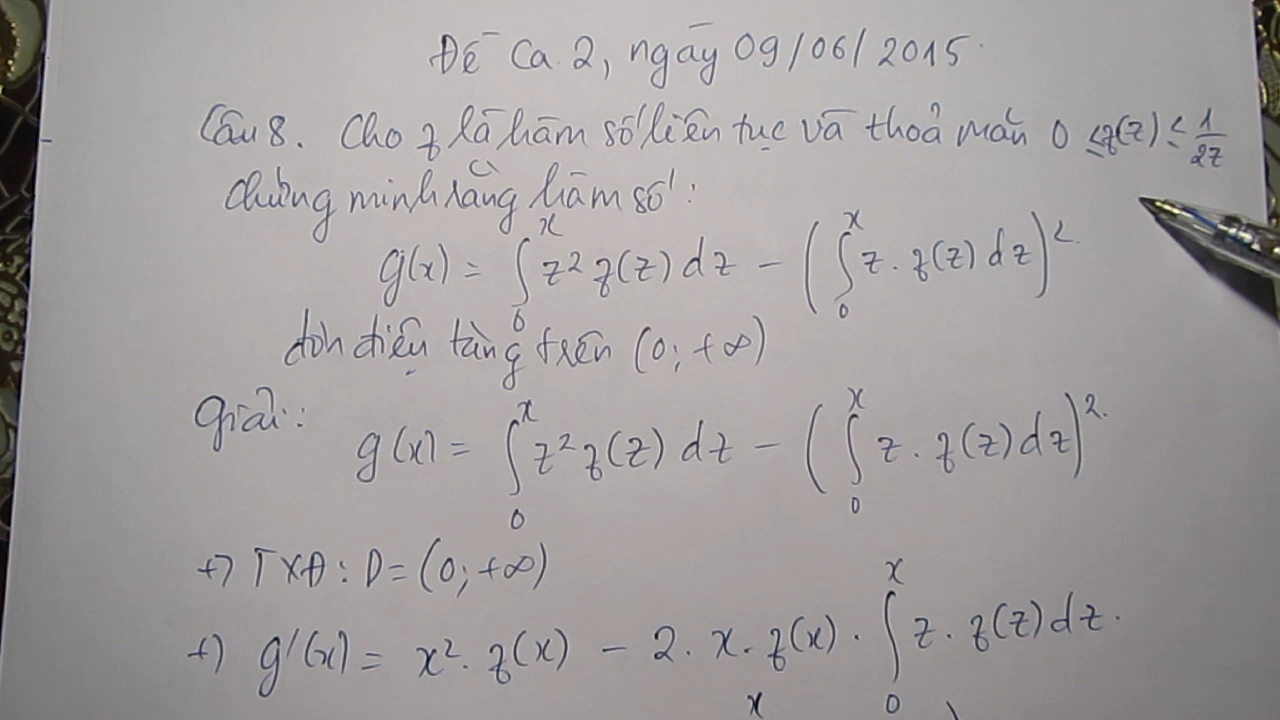 Đề Ca 2, ngày 09/06/2015.
Câu 8. Cho q là hàm số liên tục và thoả mãn 0 ≤ q(z) ≤ 1/2z
Chứng minh rằng hàm số:
g(x) = ∫₀ˣ z² q(z) dz − (∫₀ˣ z. q(z) dz)².
đơn điệu tăng trên (0; +∞)
Giải:
g(x) = ∫₀ˣ z² q(z) dz − (∫₀ˣ z. q(z) dz)².
+) TXĐ: D = (0; +∞)
+) g'(x) = x². q(x) − 2. x. q(x). ∫₀ˣ z. q(z) dz.
x